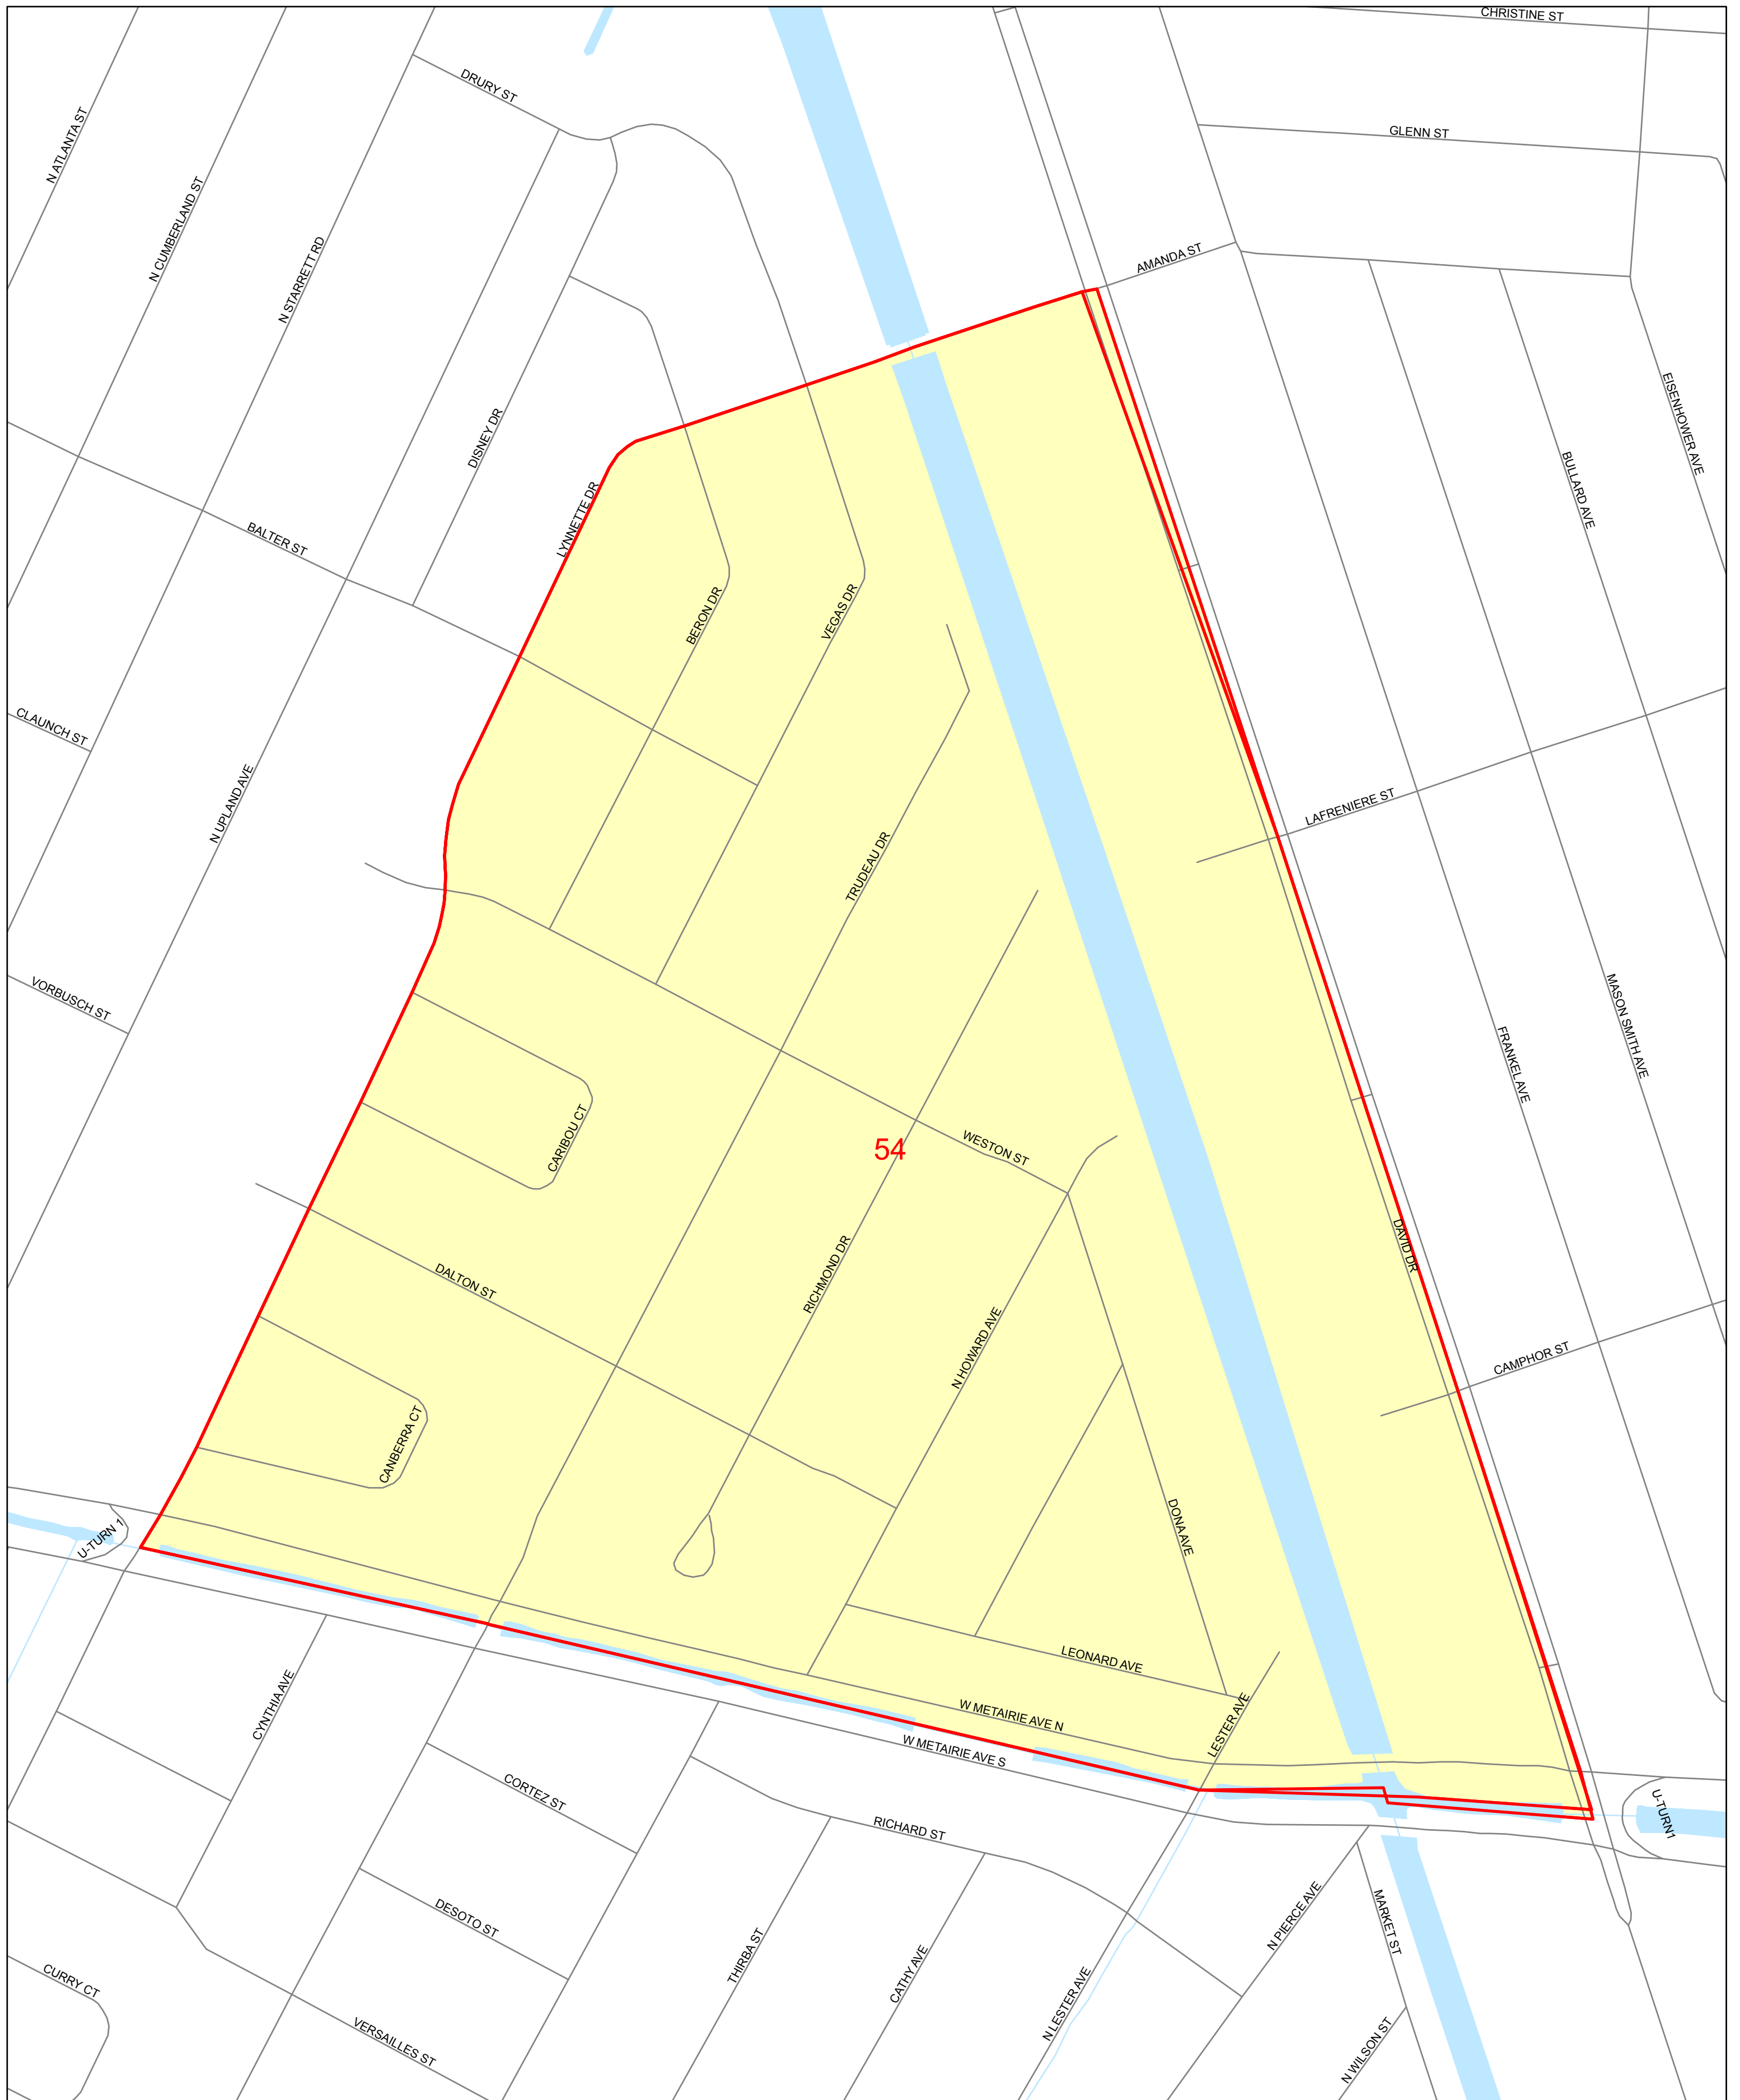 CHRISTINE ST
DRURY ST
GLENN ST
N ATLANTA ST
N CUMBERLAND ST
N STARRETT RD
AMANDA ST
EISENHOWER AVE
DISNEY DR
BULLARD AVE
LYNNETTE DR
BALTER ST
BERON DR
VEGAS DR
CLAUNCH ST
N UPLAND AVE
LAFRENIERE ST
TRUDEAU DR
VORBUSCH ST
MASON SMITH AVE
FRANKEL AVE
CARIBOU CT
WESTON ST
54
DAVID DR
DALTON ST
RICHMOND DR
N HOWARD AVE
CAMPHOR ST
CANBERRA CT
DONA AVE
U-TURN 1
LEONARD AVE
CYNTHIA AVE
W METAIRIE AVE N
LESTER AVE
W METAIRIE AVE S
CORTEZ ST
U-TURN1
RICHARD ST
DESOTO ST
N PIERCE AVE
MARKET ST
THIRBA ST
CATHY AVE
CURRY CT
N LESTER AVE
VERSAILLES ST
N WILSON ST